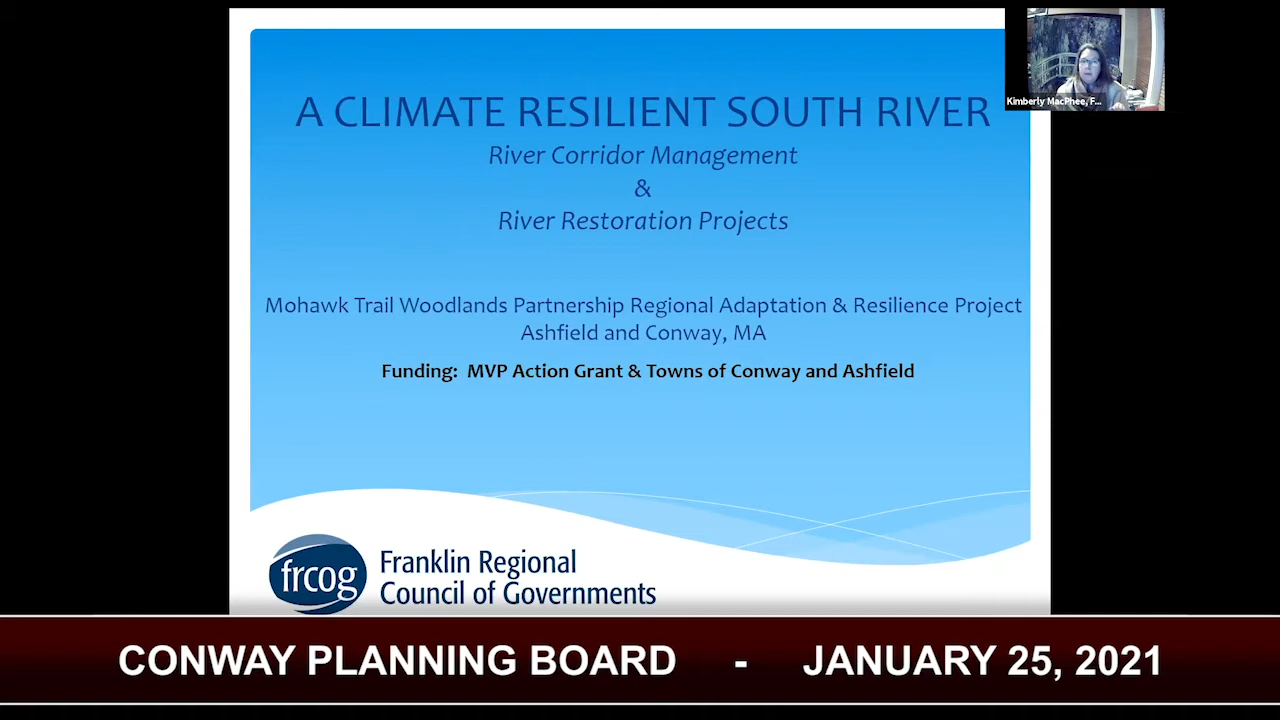 A CLIMATE RESILIENT SOUTH RIVER
River Corridor Management
&
River Restoration Projects
Kimberly MacPhee, F...
Mohawk Trail Woodlands Partnership Regional Adaptation & Resilience Project
Ashfield and Conway, MA
Funding: MVP Action Grant & Towns of Conway and Ashfield
frcog
Franklin Regional
Council of Governments
CONWAY PLANNING BOARD - JANUARY 25, 2021